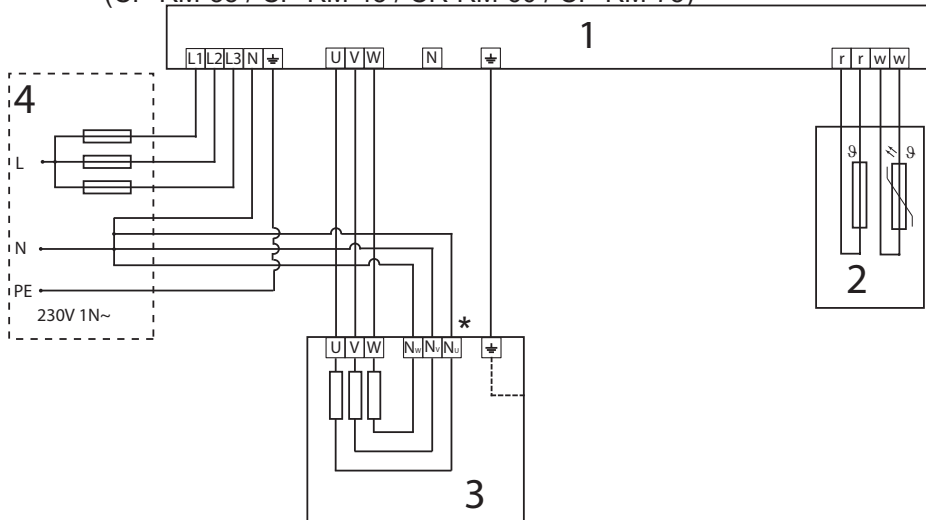 1
L1 L2 L3 N ⏚ U V W N ⏚ r r w w
4
L
N
PE
230V 1N~
ϑ ϑ
2
*
U V W Nw Nv Nu ⏚
3